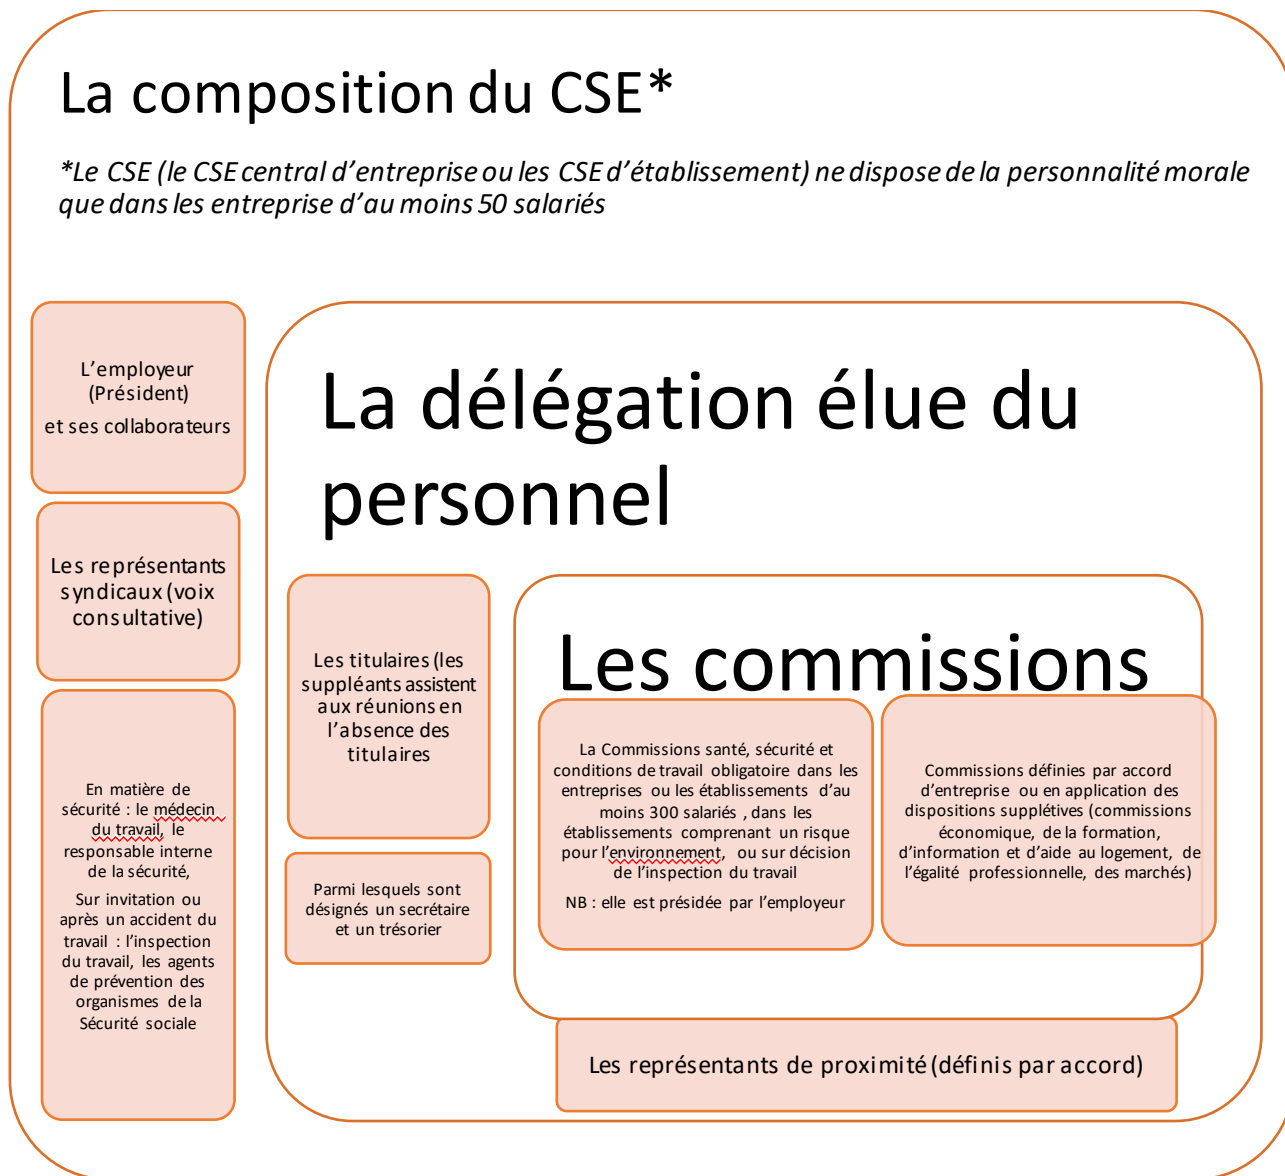 La composition du CSE*
*Le CSE (le CSE central d’entreprise ou les CSE d’établissement) ne dispose de la personnalité morale
que dans les entreprise d’au moins 50 salariés
L’employeur
(Président)
et ses collaborateurs
Les représentants
syndicaux (voix
consultative)
En matière de
sécurité : le médecin
du travail, le
responsable interne
de la sécurité,
Sur invitation ou
après un accident du
travail : l’inspection
du travail, les agents
de prévention des
organismes de la
Sécurité sociale
La délégation élue du
personnel
Les titulaires (les
suppléants assistent
aux réunions en
l’absence des
titulaires
Parmi lesquels sont
désignés un secrétaire
et un trésorier
Les commissions
La Commissions santé, sécurité et
conditions de travail obligatoire dans les
entreprises ou les établissements d’au
moins 300 salariés , dans les
établissements comprenant un risque
pour l’environnement, ou sur décision
de l’inspection du travail
NB : elle est présidée par l’employeur
Commissions définies par accord
d’entreprise ou en application des
dispositions supplétives (commissions
économique, de la formation,
d’information et d’aide au logement, de
l’égalité professionnelle, des marchés)
Les représentants de proximité (définis par accord)